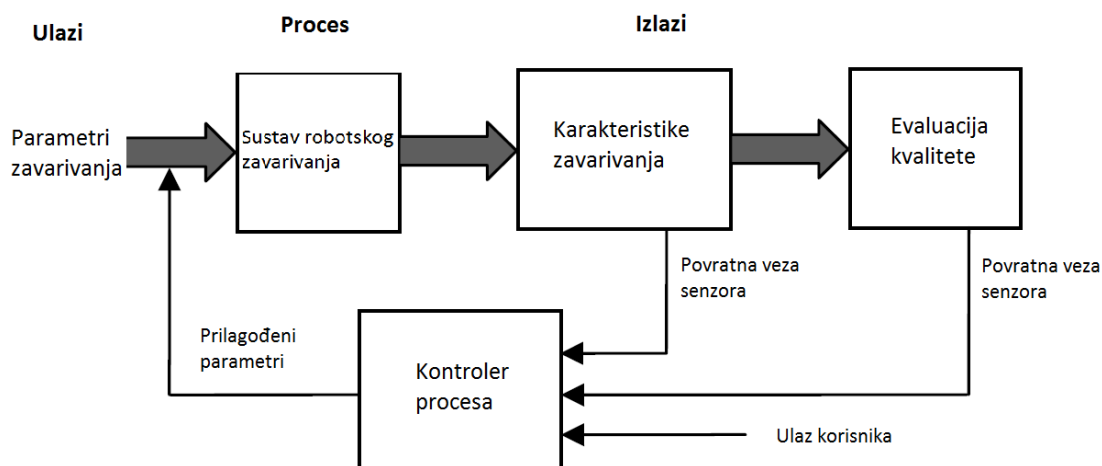 Ulazi
Proces
Izlazi
Parametri
zavarivanja
Sustav robotskog
zavarivanja
Karakteristike
zavarivanja
Evaluacija
kvalitete
Povratna veza
senzora
Povratna veza
senzora
Prilagođeni
parametri
Kontroler
procesa
Ulaz korisnika